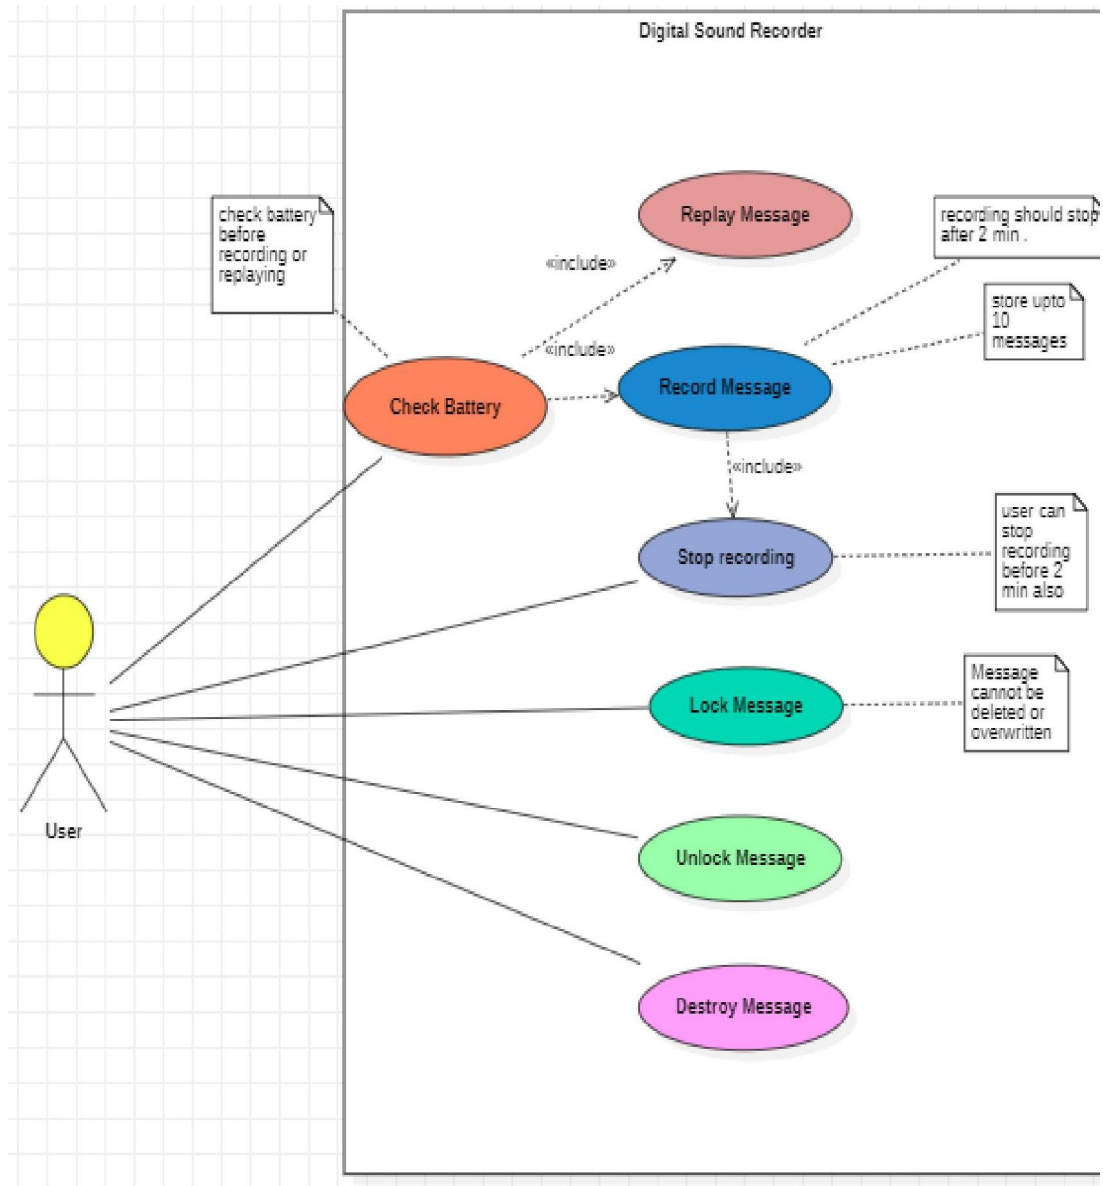 Digital Sound Recorder
check battery
before
recording or
replaying
Replay Message
recording should stop
after 2 min .
«include»
store upto
10
messages
«include»
Record Message
Check Battery
«include»
user can
stop
recording
before 2
min also
Stop recording
Message
cannot be
deleted or
overwritten
Lock Message
User
Unlock Message
Destroy Message